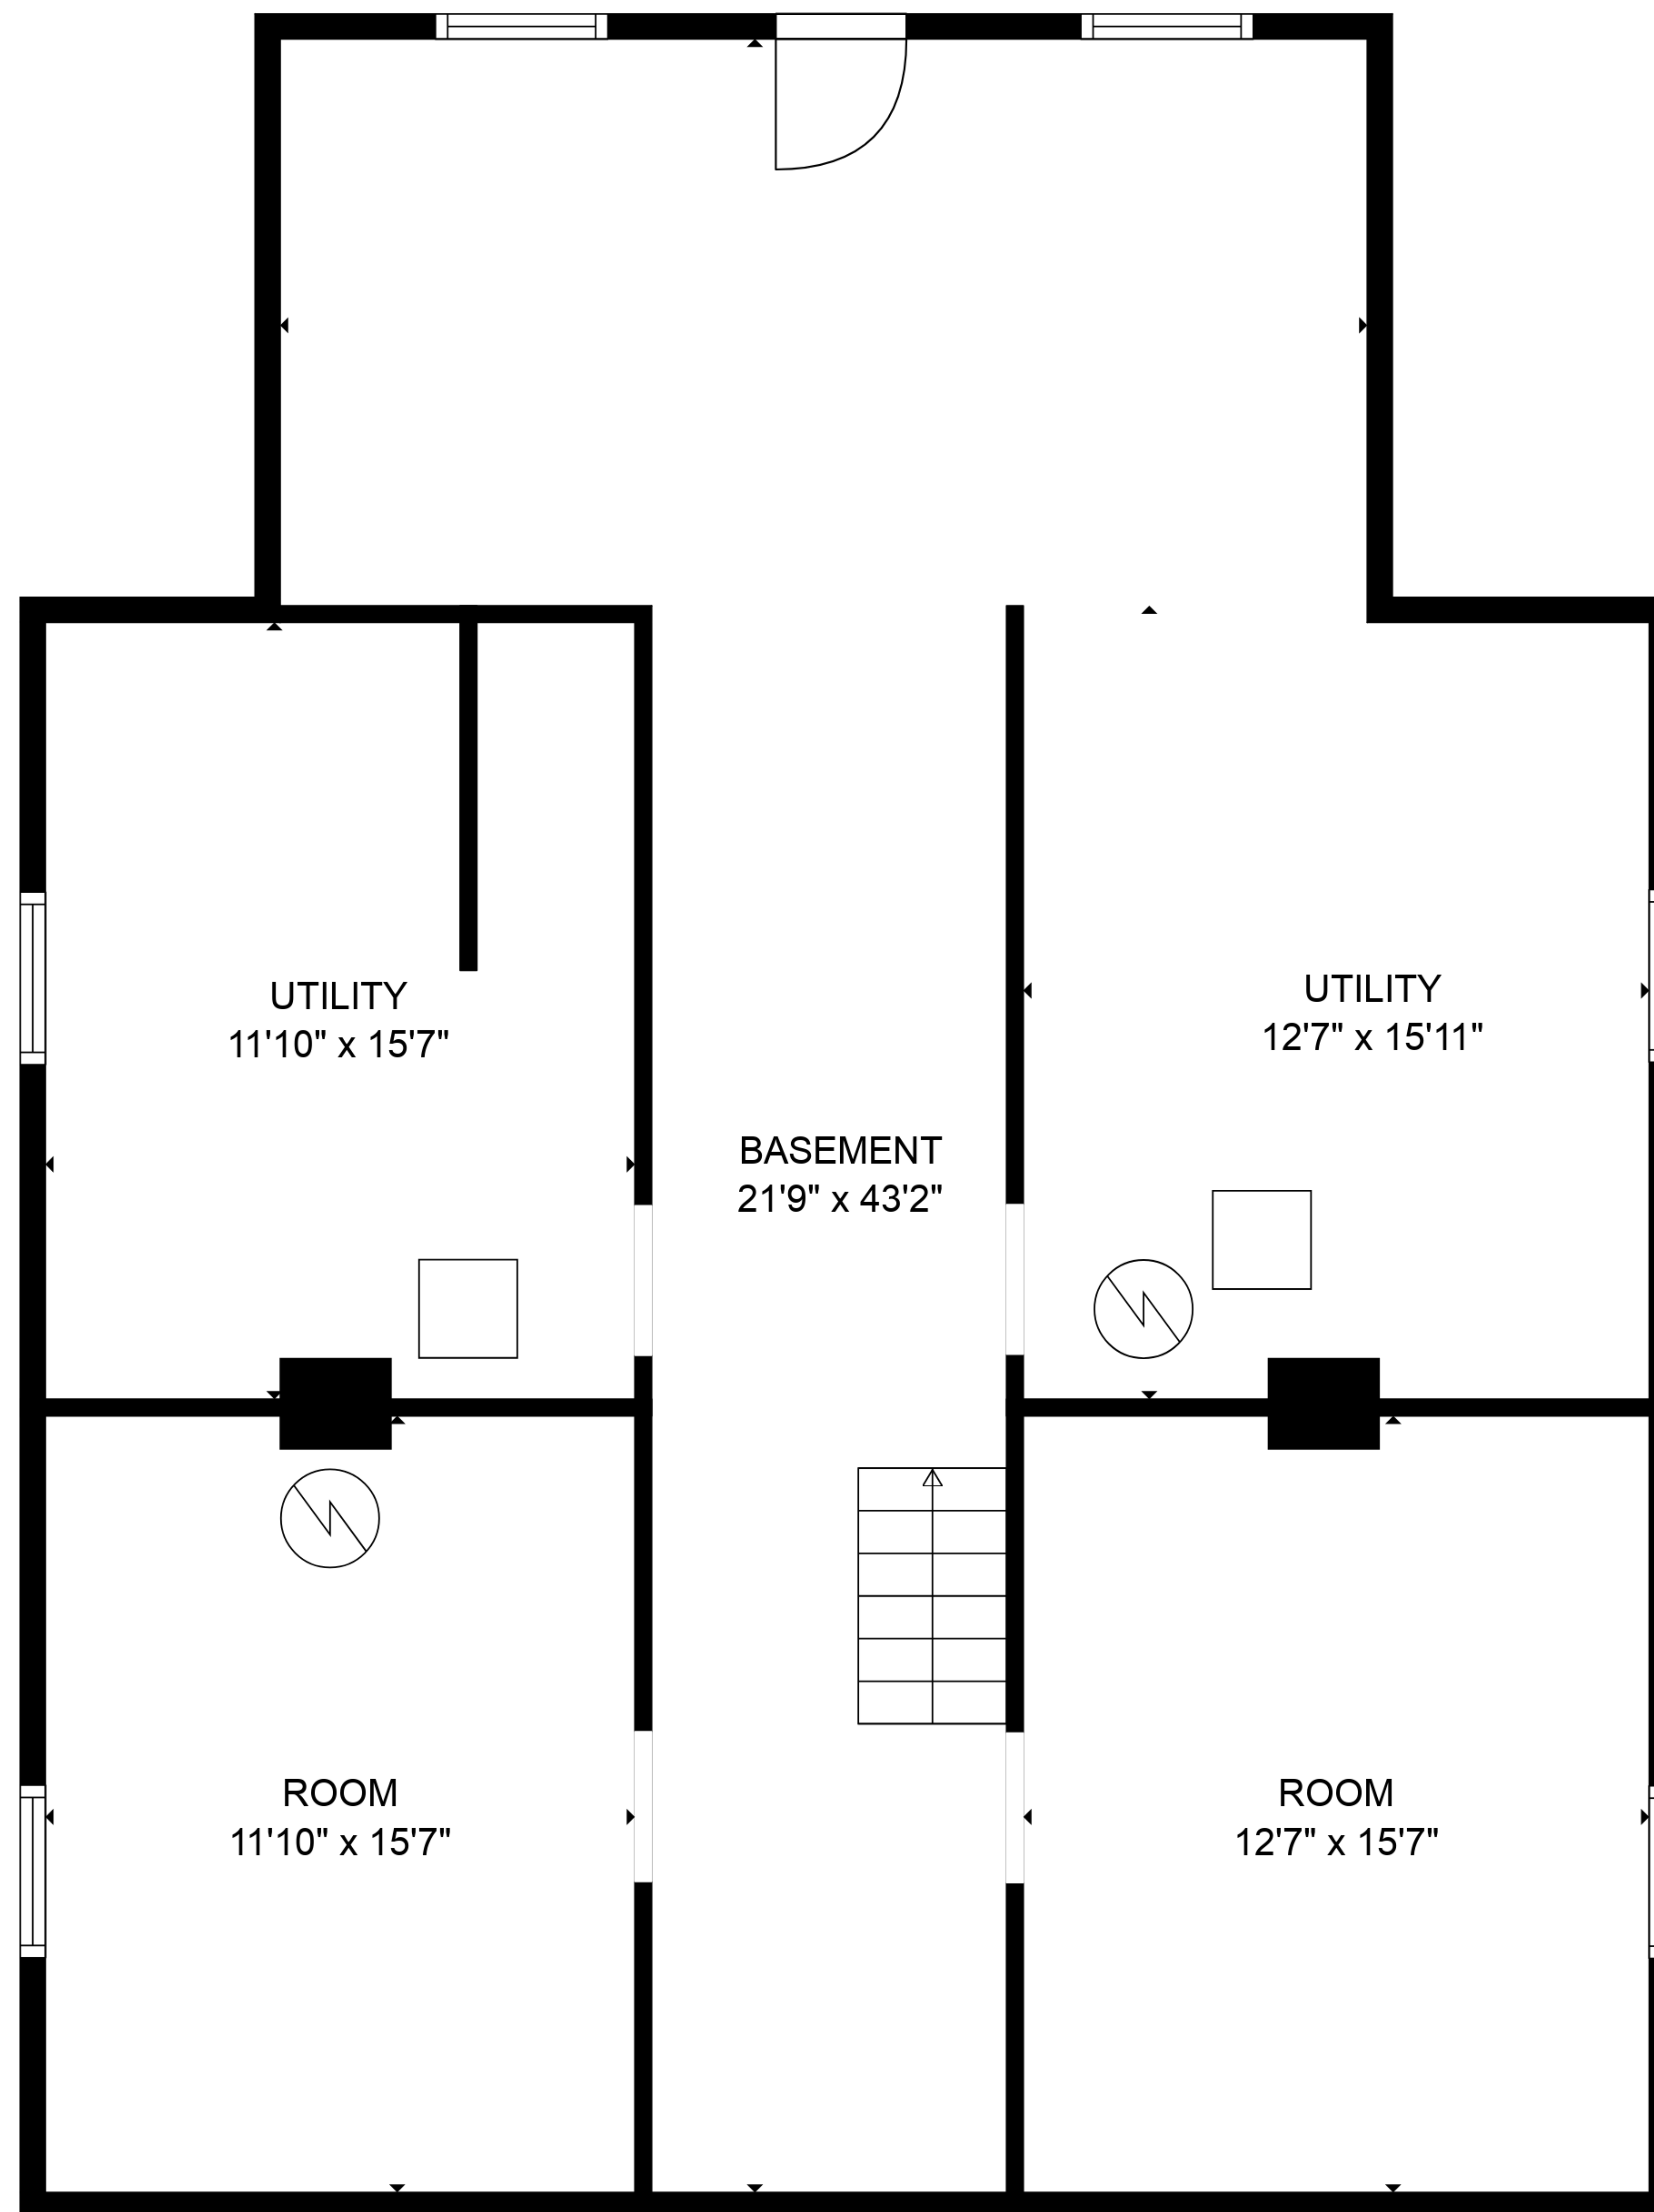 UTILITY
11'10" x 15'7"
UTILITY
12'7" x 15'11"
BASEMENT
21'9" x 43'2"
ROOM
11'10" x 15'7"
ROOM
12'7" x 15'7"